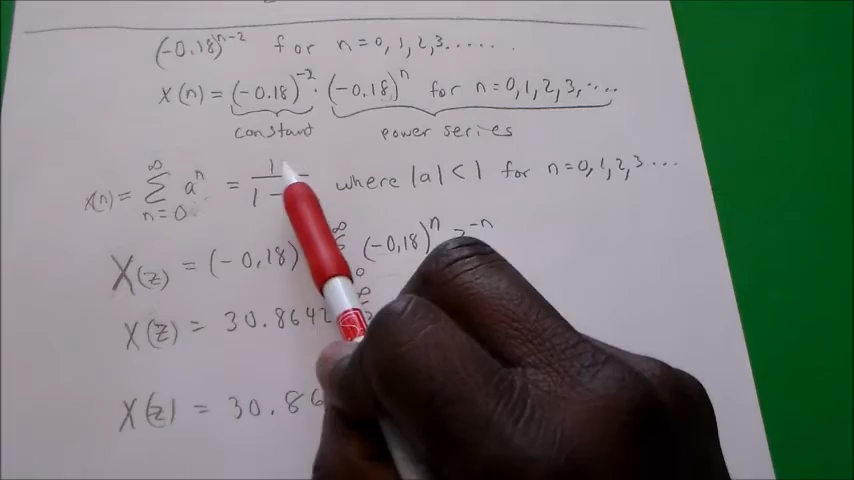 (-0.18)^{n-2} for n=0,1,2,3.....
x(n) = (-0.18)^{-2} · (-0.18)^n for n=0,1,2,3,....
constant power series
x(n) = ∑_{n=0}^{∞} a^n = 1 / 1 - where |a| < 1 for n=0,1,2,3...
X(z) = (-0.18) (-0.18)^n z^{-n}
X(z) = 30.8642
X(z) = 30.86